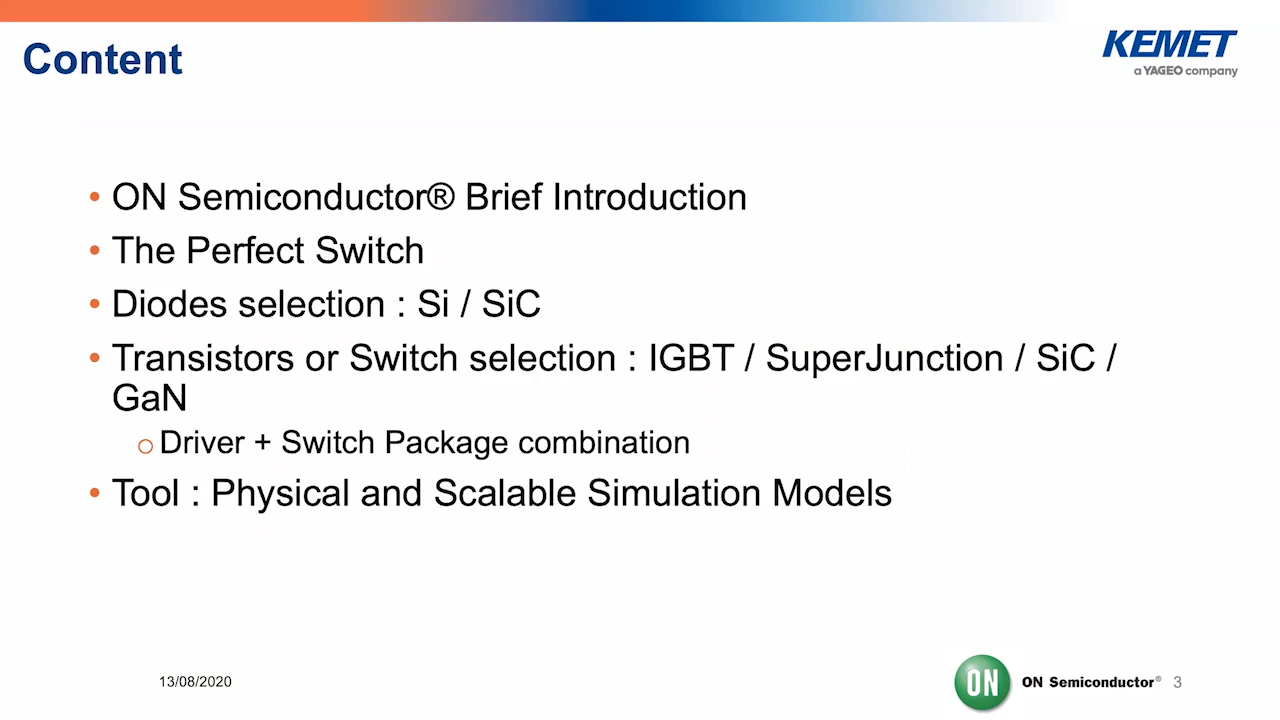 Content
KEMET
a YAGEO company
• ON Semiconductor® Brief Introduction
• The Perfect Switch
• Diodes selection : Si / SiC
• Transistors or Switch selection : IGBT / SuperJunction / SiC /
GaN
o Driver + Switch Package combination
• Tool : Physical and Scalable Simulation Models
13/08/2020
ON
ON Semiconductor®
3